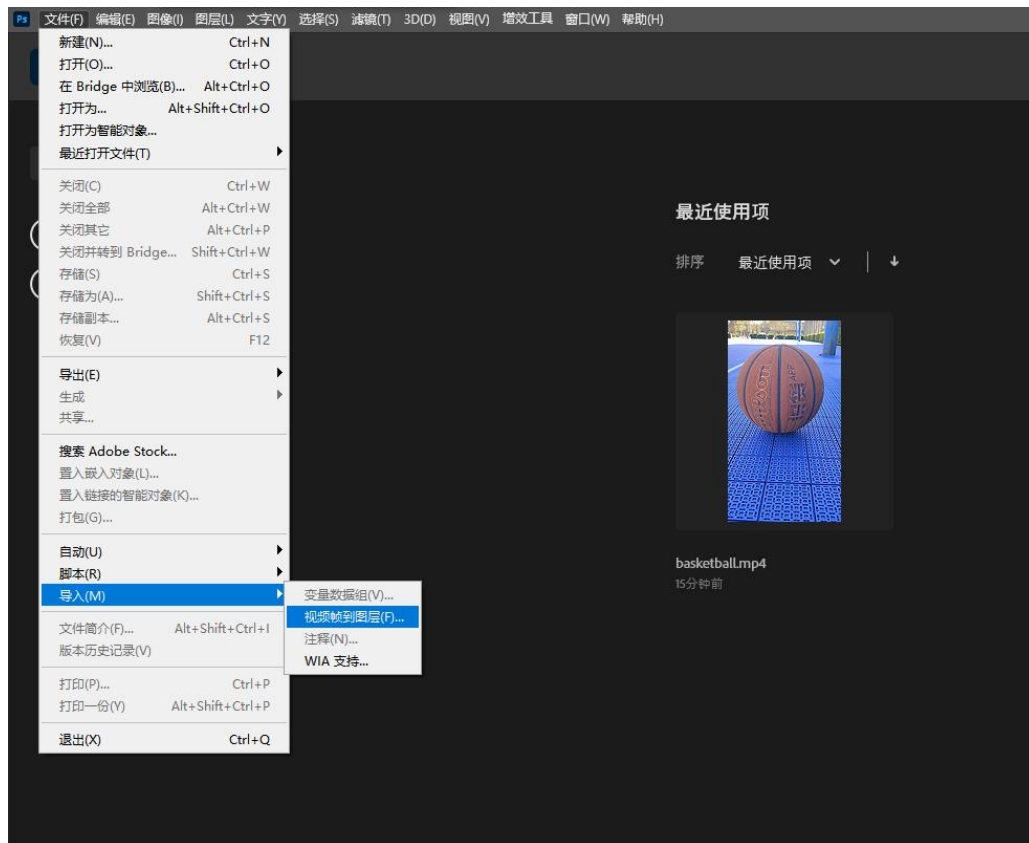 Ps 文件(F) 编辑(E) 图像(I) 图层(L) 文字(Y) 选择(S) 滤镜(T) 3D(D) 视图(V) 增效工具 窗口(W) 帮助(H)
新建(N)... Ctrl+N
打开(O)... Ctrl+O
在 Bridge 中浏览(B)... Alt+Ctrl+O
打开为... Alt+Shift+Ctrl+O
打开为智能对象...
最近打开文件(T)
关闭(C) Ctrl+W
关闭全部 Alt+Ctrl+W
关闭其它 Alt+Ctrl+P
关闭并转到 Bridge... Shift+Ctrl+W
存储(S) Ctrl+S
存储为(A)... Shift+Ctrl+S
存储副本... Alt+Ctrl+S
恢复(V) F12
导出(E)
生成
共享...
搜索 Adobe Stock...
置入嵌入对象(L)...
置入链接的智能对象(K)...
打包(G)...
自动(U)
脚本(R)
导入(M)
文件简介(F)... Alt+Shift+Ctrl+I
版本历史记录(V)
打印(P)... Ctrl+P
打印一份(Y) Alt+Shift+Ctrl+P
退出(X) Ctrl+Q
变量数据组(V)...
视频帧到图层(F)...
注释(N)...
WIA 支持...
最近使用项
排序 最近使用项
basketball.mp4
15分钟前